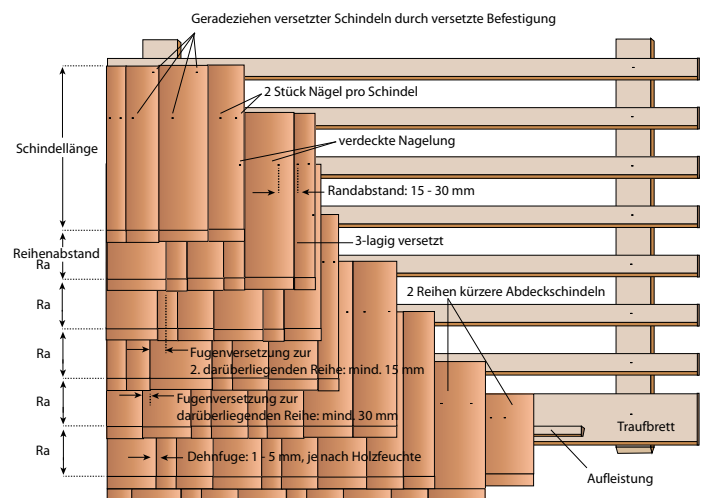 Geradeziehen versetzter Schindeln durch versetzte Befestigung
2 Stück Nägel pro Schindel
verdeckte Nagelung
Schindellänge
Randabstand: 15 - 30 mm
3-lagig versetzt
Reihenabstand
Ra
2 Reihen kürzere Abdeckschindeln
Ra
Fugenversetzung zur
2. darüberliegenden Reihe: mind. 15 mm
Ra
Fugenversetzung zur
darüberliegenden Reihe: mind. 30 mm
Ra
Traufbrett
Ra
Dehnfuge: 1 - 5 mm, je nach Holzfeuchte
Aufleistung